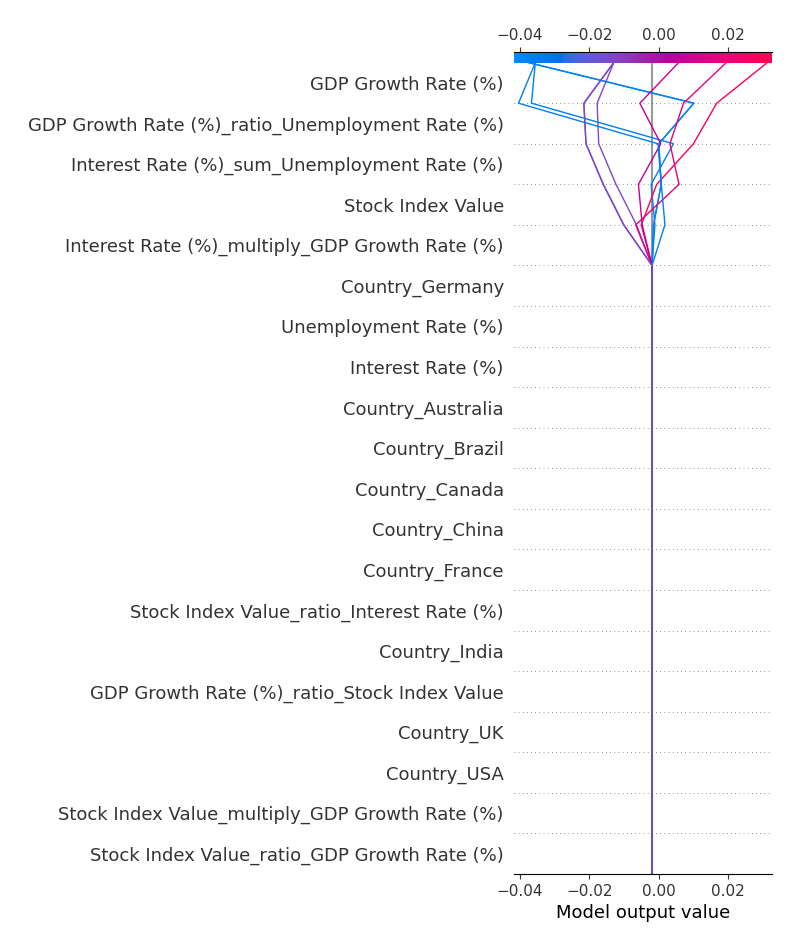 −0.04 −0.02 0.00 0.02
GDP Growth Rate (%)
GDP Growth Rate (%)_ratio_Unemployment Rate (%)
Interest Rate (%)_sum_Unemployment Rate (%)
Stock Index Value
Interest Rate (%)_multiply_GDP Growth Rate (%)
Country_Germany
Unemployment Rate (%)
Interest Rate (%)
Country_Australia
Country_Brazil
Country_Canada
Country_China
Country_France
Stock Index Value_ratio_Interest Rate (%)
Country_India
GDP Growth Rate (%)_ratio_Stock Index Value
Country_UK
Country_USA
Stock Index Value_multiply_GDP Growth Rate (%)
Stock Index Value_ratio_GDP Growth Rate (%)
−0.04 −0.02 0.00 0.02
Model output value